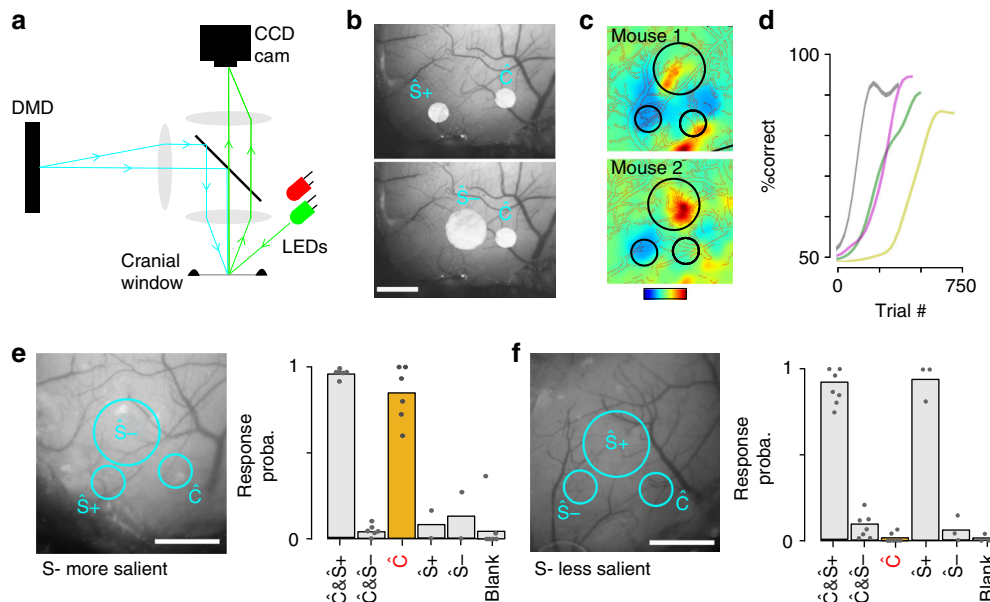 a
CCD
cam
DMD
LEDs
Cranial
window
b
Ŝ+
Ĉ
Ŝ−
Ĉ
c
Mouse 1
Mouse 2
d
100
50
%correct
0
750
Trial #
e
Ŝ−
Ŝ+
Ĉ
S- more salient
1
0
Response
proba.
Ĉ&Ŝ+
Ĉ&Ŝ−
Ĉ
Ŝ+
Ŝ−
Blank
f
Ŝ+
Ŝ−
Ĉ
S- less salient
1
0
Response
proba.
Ĉ&Ŝ+
Ĉ&Ŝ−
Ĉ
Ŝ+
Ŝ−
Blank